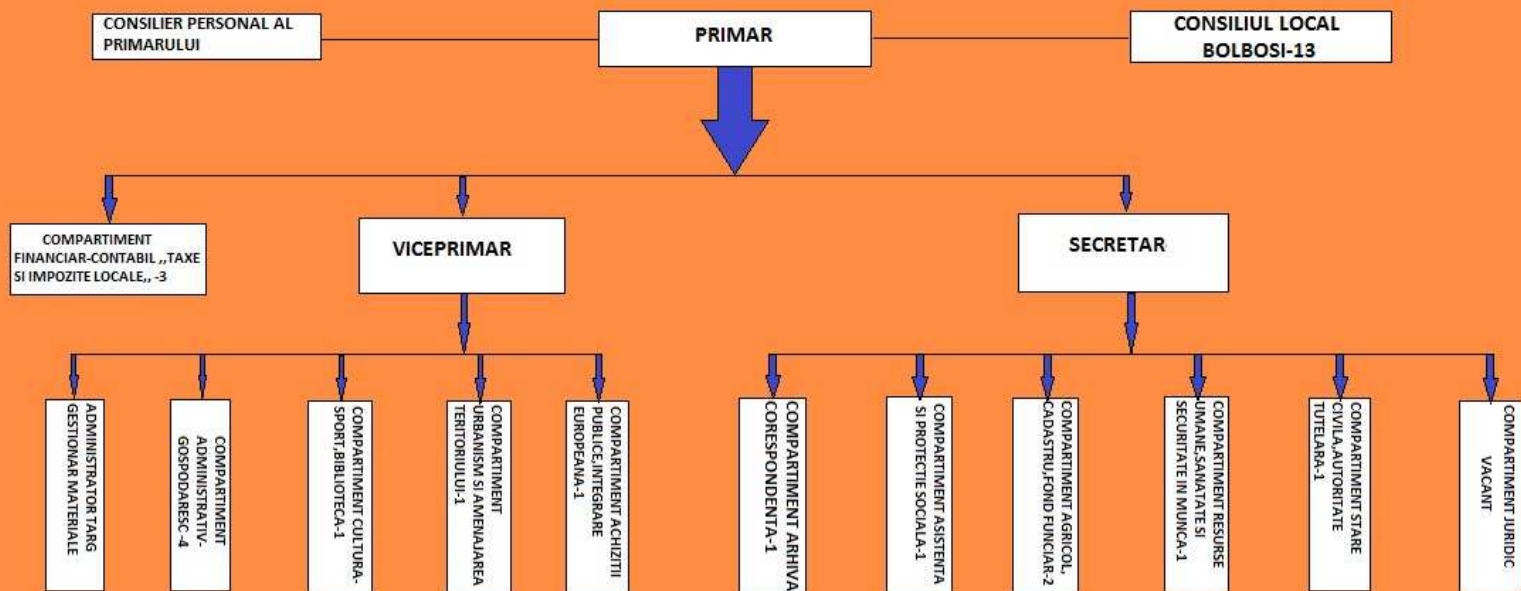 CONSILIER PERSONAL AL
PRIMARULUI
PRIMAR
CONSILIUL LOCAL
BOLBOSI-13
COMPARTIMENT
FINANCIAR-CONTABIL ,,TAXE
SI IMPOZITE LOCALE,, -3
VICEPRIMAR
SECRETAR
ADMINISTRATOR TARG
GESTIONAR MATERIALE
COMPARTIMENT
ADMINISTRATIV-
GOSPODARESC -4
COMPARTIMENT CULTURA-
SPORT,BIBLIOTECA-1
COMPARTIMENT
URBANISM SI AMENAJAREA
TERITORIULUI-1
COMPARTIMENT ACHIZITII
PUBLICE,INTEGRARE
EUROPEANA-1
COMPARTIMENT ARHIVA
CORESPONDENTA-1
COMPARTIMENT ASISTENTA
SI PROTECTIE SOCIALA-1
COMPARTIMENT AGRICOL,
CADASTRU,FOND FUNCIAR-2
COMPARTIMENT RESURSE
UMANE,SANATATE SI
SECURITATE IN MUNCA-1
COMPARTIMENT STARE
CIVILA,AUTORITATE
TUTELARA-1
COMPARTIMENT JURIDIC
VACANT